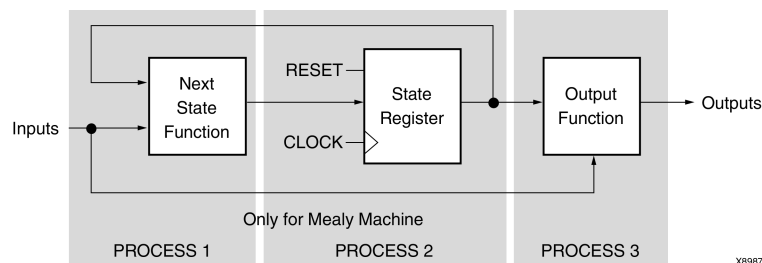 Inputs
Next
State
Function
RESET
CLOCK
State
Register
Output
Function
Outputs
Only for Mealy Machine
PROCESS 1
PROCESS 2
PROCESS 3
X8987